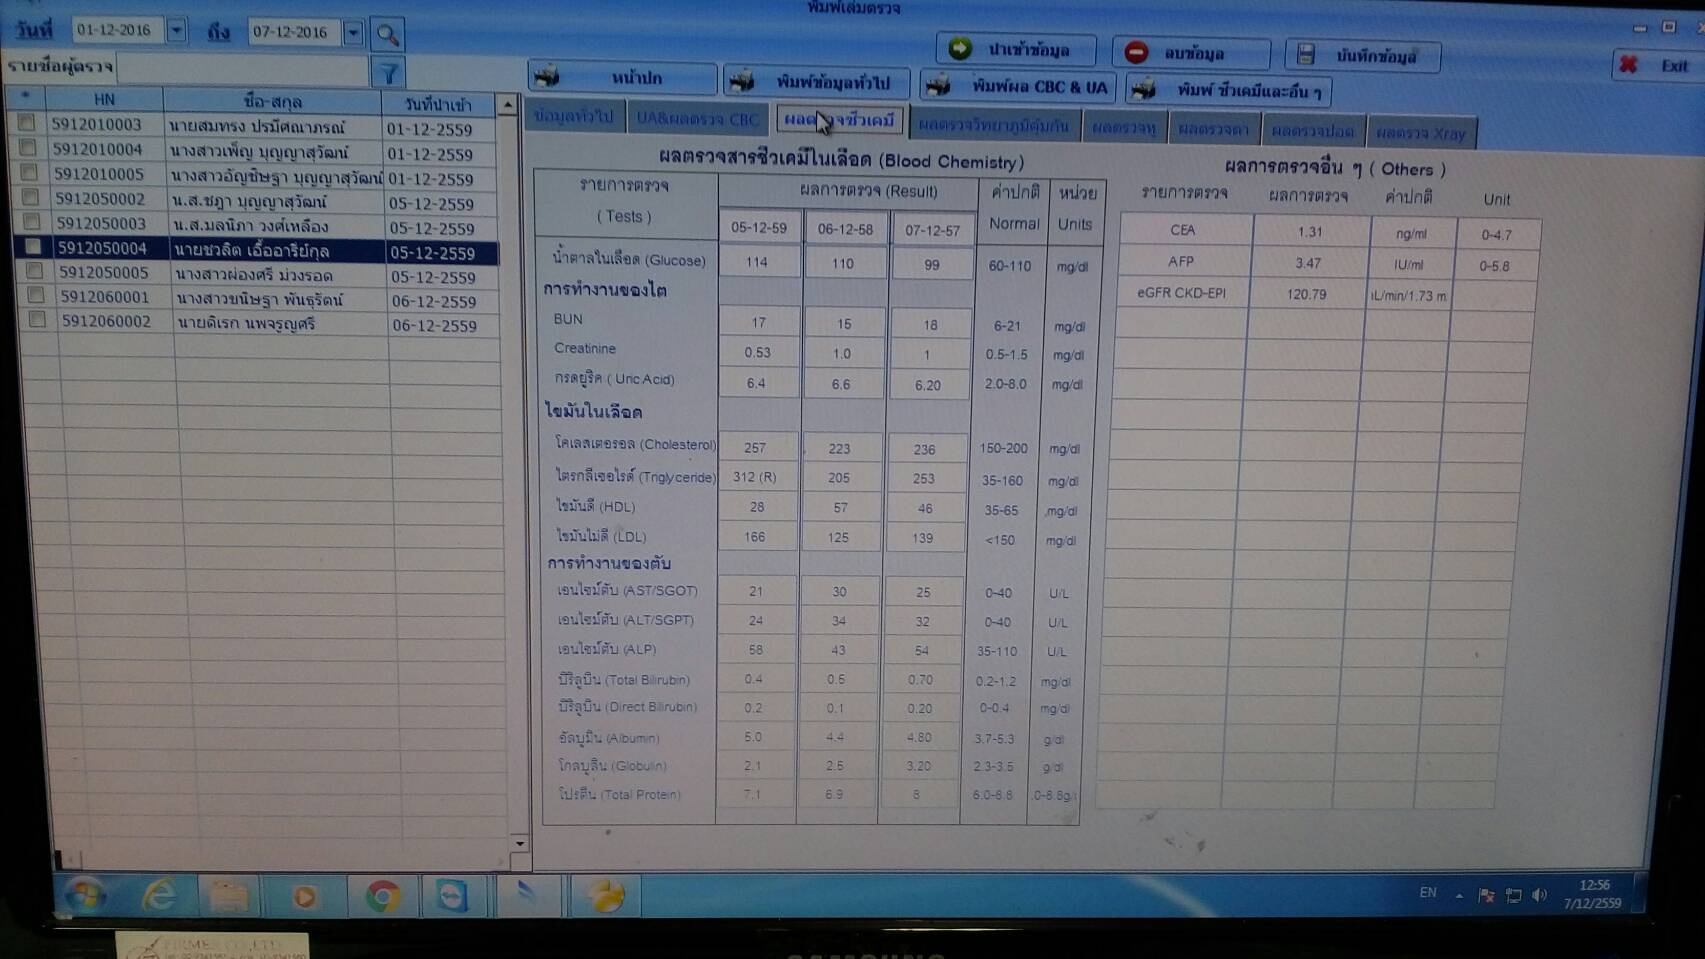 พิมพ์เล่มตรวจ
วันที่ 01-12-2016 ถึง 07-12-2016
นำเข้าข้อมูล ลบข้อมูล บันทึกข้อมูล Exit
รายชื่อผู้ตรวจ
หน้าปก พิมพ์ข้อมูลทั่วไป พิมพ์ผล CBC & UA พิมพ์ ชีวเคมีและอื่น ๆ
ข้อมูลทั่วไป UA&ผลตรวจ CBC ผลตรวจชีวเคมี ผลตรวจวิทยาภูมิคุ้มกัน ผลตรวจหู ผลตรวจตา ผลตรวจปอด ผลตรวจ Xray
* HN ชื่อ-สกุล วันที่นำเข้า
5912010003 นายสมทรง ปรมีศณาภรณ์ 01-12-2559
5912010004 นางสาวเพ็ญ บุญญาสุวัฒน์ 01-12-2559
5912010005 นางสาวอัญชิษฐา บุญญาสุวัฒน์ 01-12-2559
5912050002 น.ส.ชฎา บุญญาสุวัฒน์ 05-12-2559
5912050003 น.ส.มลนิภา วงศ์เหลือง 05-12-2559
5912050004 นายชวลิต เอื้ออารีย์กุล 05-12-2559
5912050005 นางสาวผ่องศรี ม่วงรอด 05-12-2559
5912060001 นางสาวขนิษฐา พันธุรัตน์ 06-12-2559
5912060002 นายดิเรก นพจรูญศรี 06-12-2559
ผลตรวจสารชีวเคมีในเลือด (Blood Chemistry)
รายการตรวจ ผลการตรวจ (Result) ค่าปกติ หน่วย
( Tests ) 05-12-59 06-12-58 07-12-57 Normal Units
น้ำตาลในเลือด (Glucose) 114 110 99 60-110 mg/dl
การทำงานของไต
BUN 17 15 18 6-21 mg/dl
Creatinine 0.53 1.0 1 0.5-1.5 mg/dl
กรดยูริค ( Uric Acid) 6.4 6.6 6.20 2.0-8.0 mg/dl
ไขมันในเลือด
โคเลสเตอรอล (Cholesterol) 257 223 236 150-200 mg/dl
ไตรกลีเซอไรด์ (Triglyceride) 312 (R) 205 253 35-160 mg/dl
ไขมันดี (HDL) 28 57 46 35-65 mg/dl
ไขมันไม่ดี (LDL) 166 125 139 <150 mg/dl
การทำงานของตับ
เอนไซม์ตับ (AST/SGOT) 21 30 25 0-40 U/L
เอนไซม์ตับ (ALT/SGPT) 24 34 32 0-40 U/L
เอนไซม์ตับ (ALP) 58 43 54 35-110 U/L
บิริลูบิน (Total Bilirubin) 0.4 0.5 0.70 0.2-1.2 mg/dl
บิริลูบิน (Direct Bilirubin) 0.2 0.1 0.20 0-0.4 mg/dl
อัลบูมิน (Albumin) 5.0 4.4 4.80 3.7-5.3 g/dl
โกลบูลิน (Globulin) 2.1 2.5 3.20 2.3-3.5 g/dl
โปรตีน (Total Protein) 7.1 6.9 8 6.0-8.8 .0-8.8g/
ผลการตรวจอื่น ๆ ( Others )
รายการตรวจ ผลการตรวจ ค่าปกติ Unit
CEA 1.31 ng/ml 0-4.7
AFP 3.47 IU/ml 0-5.8
eGFR CKD-EPI 120.79 iL/min/1.73 m
EN 12:56
7/12/2559
FIRMER CO.,LTD.
SAMSUNG